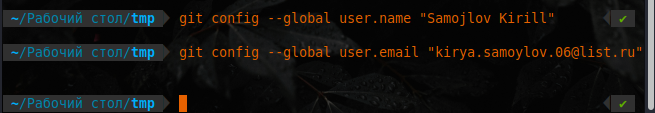 ~/Рабочий стол/tmp git config --global user.name "Samojlov Kirill" ✔
~/Рабочий стол/tmp git config --global user.email "kirya.samoylov.06@list.ru"
~/Рабочий стол/tmp ✔